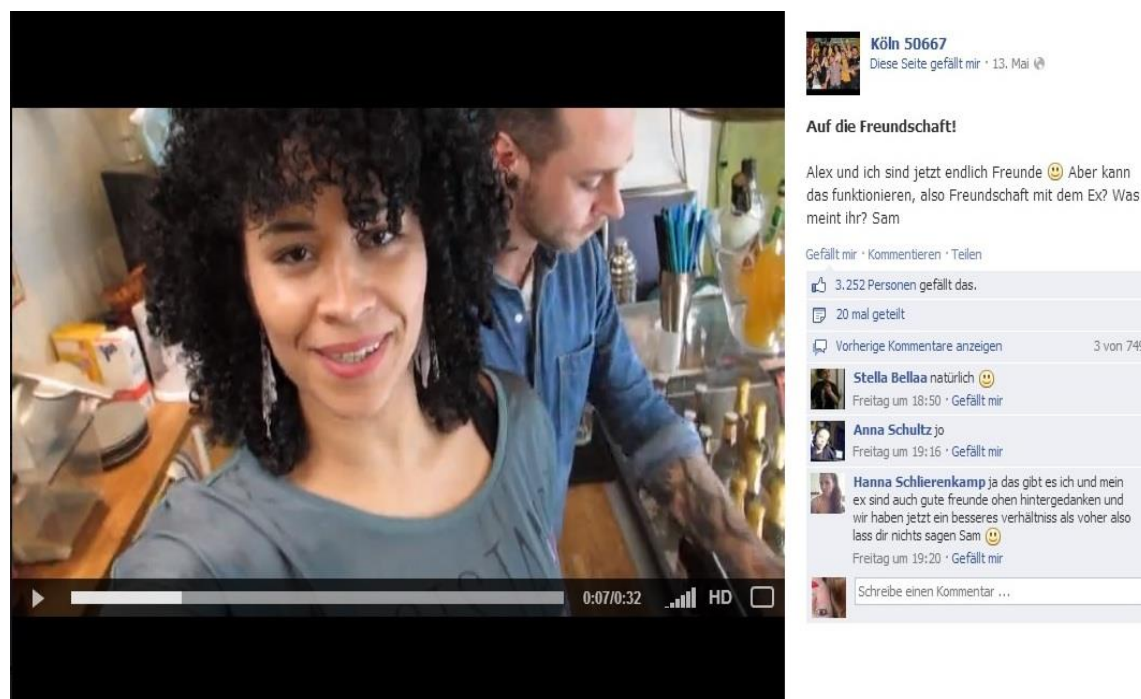 Köln 50667
Diese Seite gefällt mir · 13. Mai
Auf die Freundschaft!
Alex und ich sind jetzt endlich Freunde 🙂 Aber kann
das funktionieren, also Freundschaft mit dem Ex? Was
meint ihr? Sam
Gefällt mir · Kommentieren · Teilen
3.252 Personen gefällt das.
20 mal geteilt
Vorherige Kommentare anzeigen 3 von 749
Stella Bellaa natürlich 🙂
Freitag um 18:50 · Gefällt mir
Anna Schultz jo
Freitag um 19:16 · Gefällt mir
Hanna Schlierenkamp ja das gibt es ich und mein
ex sind auch gute freunde ohen hintergedanken und
wir haben jetzt ein besseres verhältniss als voher also
lass dir nichts sagen Sam 🙂
Freitag um 19:20 · Gefällt mir
Schreibe einen Kommentar ...
0:07/0:32 HD